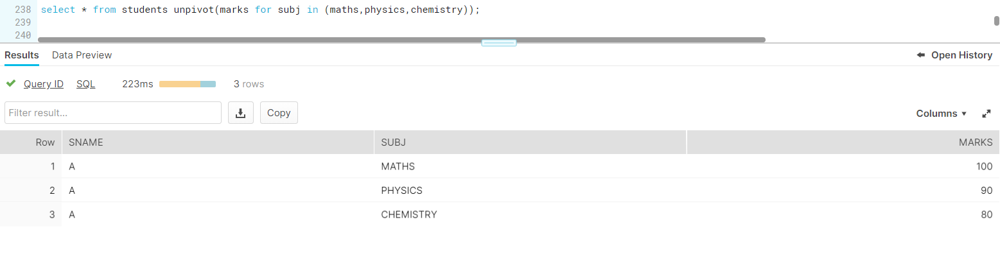 238 select * from students unpivot(marks for subj in (maths,physics,chemistry));
239
240
Results Data Preview Open History
Query ID SQL 223ms 3 rows
Filter result... Copy Columns
Row SNAME SUBJ MARKS
1 A MATHS 100
2 A PHYSICS 90
3 A CHEMISTRY 80